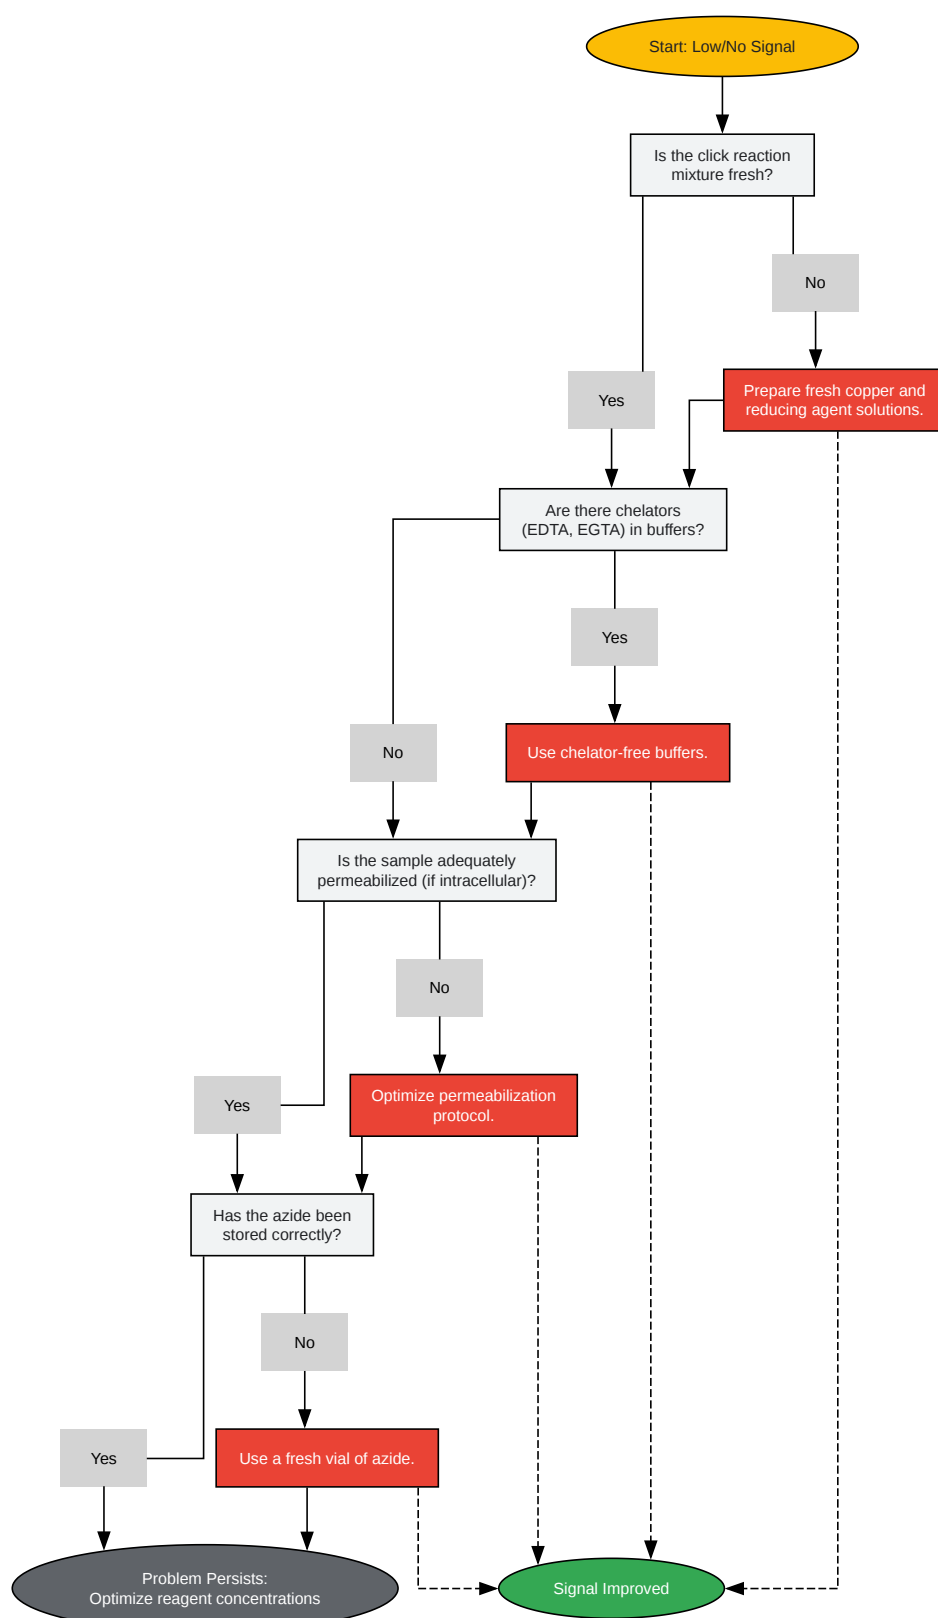 Start: Low/No Signal
Is the click reaction
mixture fresh?
No
Prepare fresh copper and
reducing agent solutions.
Yes
Are there chelators
(EDTA, EGTA) in buffers?
Yes
No
Use chelator-free buffers.
Is the sample adequately
permeabilized (if intracellular)?
No
Yes
Optimize permeabilization
protocol.
Has the azide been
stored correctly?
No
Yes
Use a fresh vial of azide.
Problem Persists:
Optimize reagent concentrations
Signal Improved